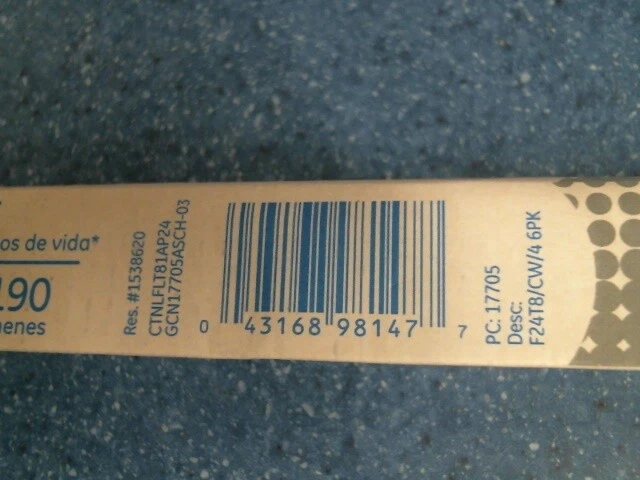 os de vida*
190
menes
Res. #1538620
CTNLFLT81AP24
GCN17705ASCH-03
0 43168 98147 7
PC: 17705
Desc:
F24T8/CW/4 6PK